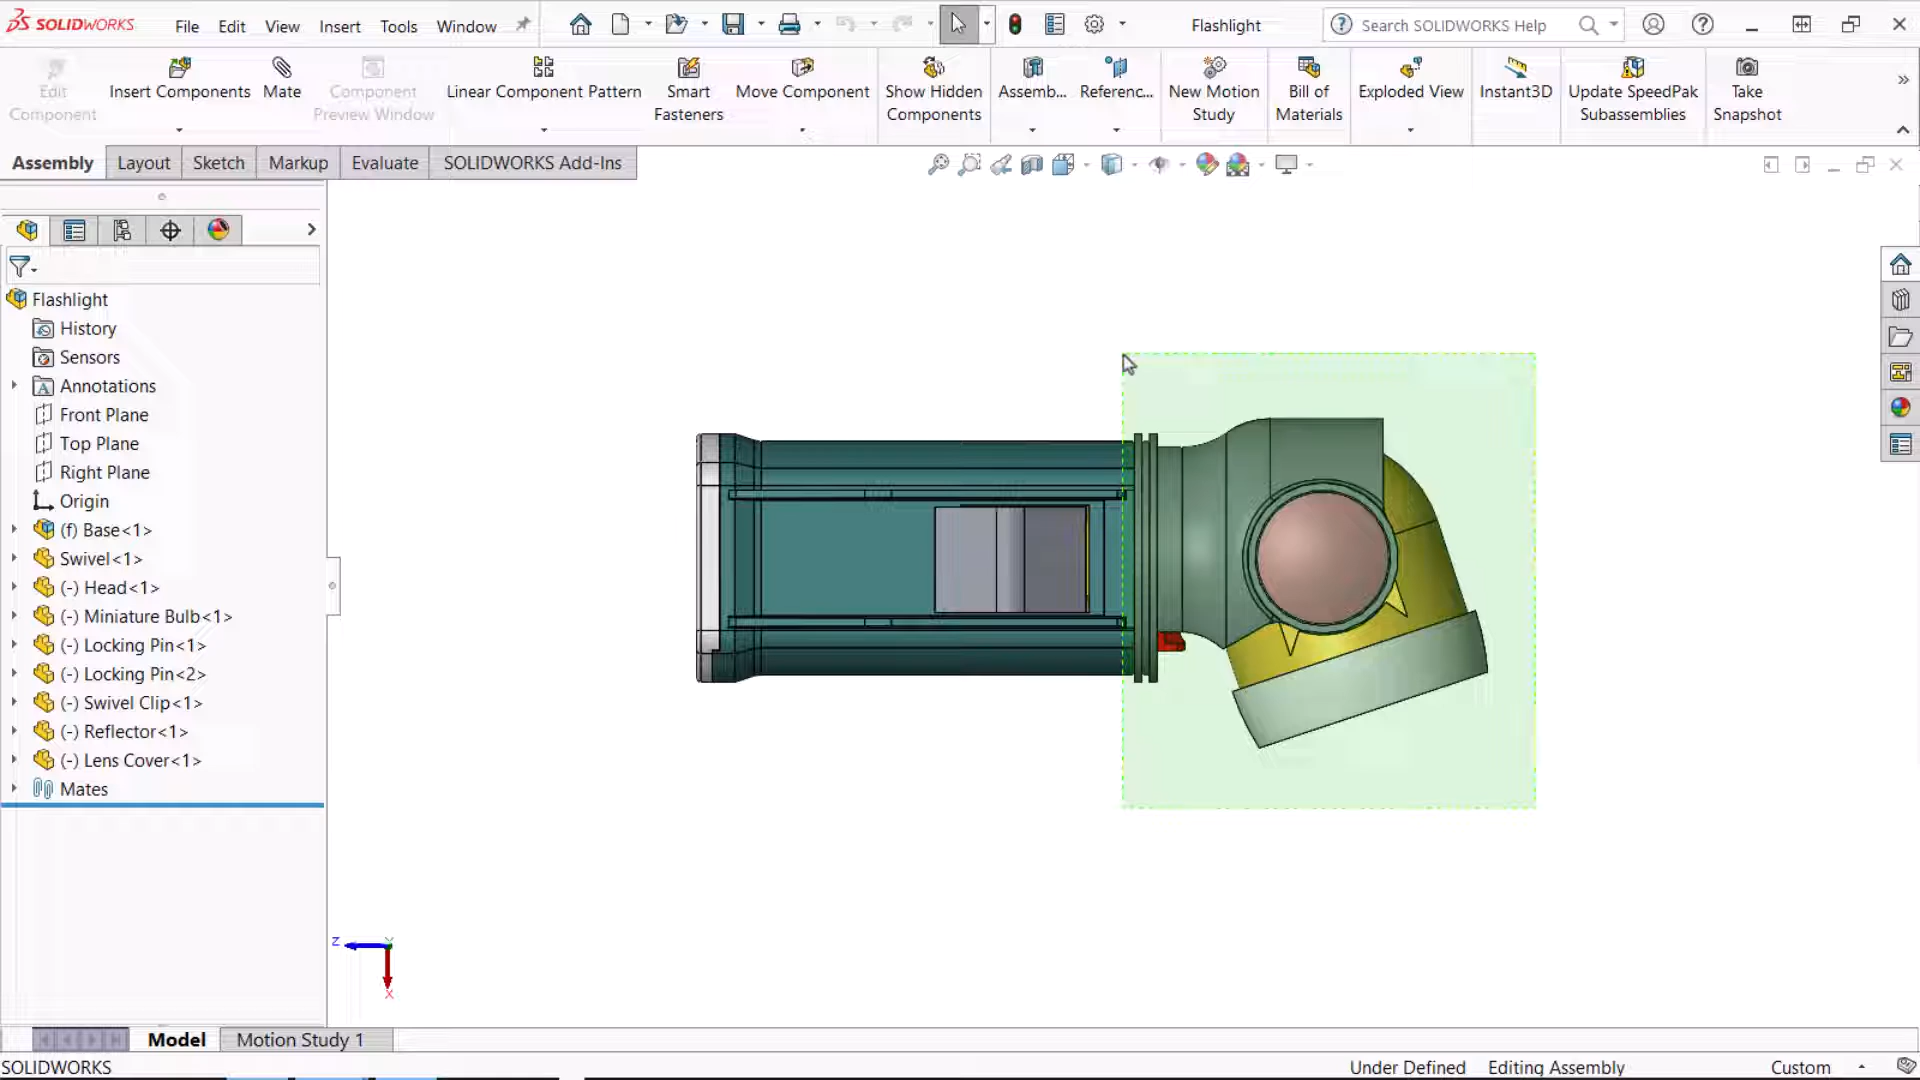 SOLIDWORKS File Edit View Insert Tools Window Flashlight Search SOLIDWORKS Help
Edit Component
Insert Components
Mate
Component Preview Window
Linear Component Pattern
Smart Fasteners
Move Component
Show Hidden Components
Assemb...
Referenc...
New Motion Study
Bill of Materials
Exploded View
Instant3D
Update SpeedPak Subassemblies
Take Snapshot
Assembly Layout Sketch Markup Evaluate SOLIDWORKS Add-Ins
Flashlight
History
Sensors
Annotations
Front Plane
Top Plane
Right Plane
Origin
(f) Base<1>
Swivel<1>
(-) Head<1>
(-) Miniature Bulb<1>
(-) Locking Pin<1>
(-) Locking Pin<2>
(-) Swivel Clip<1>
(-) Reflector<1>
(-) Lens Cover<1>
Mates
Z
Y
X
Model Motion Study 1
SOLIDWORKS Under Defined Editing Assembly Custom